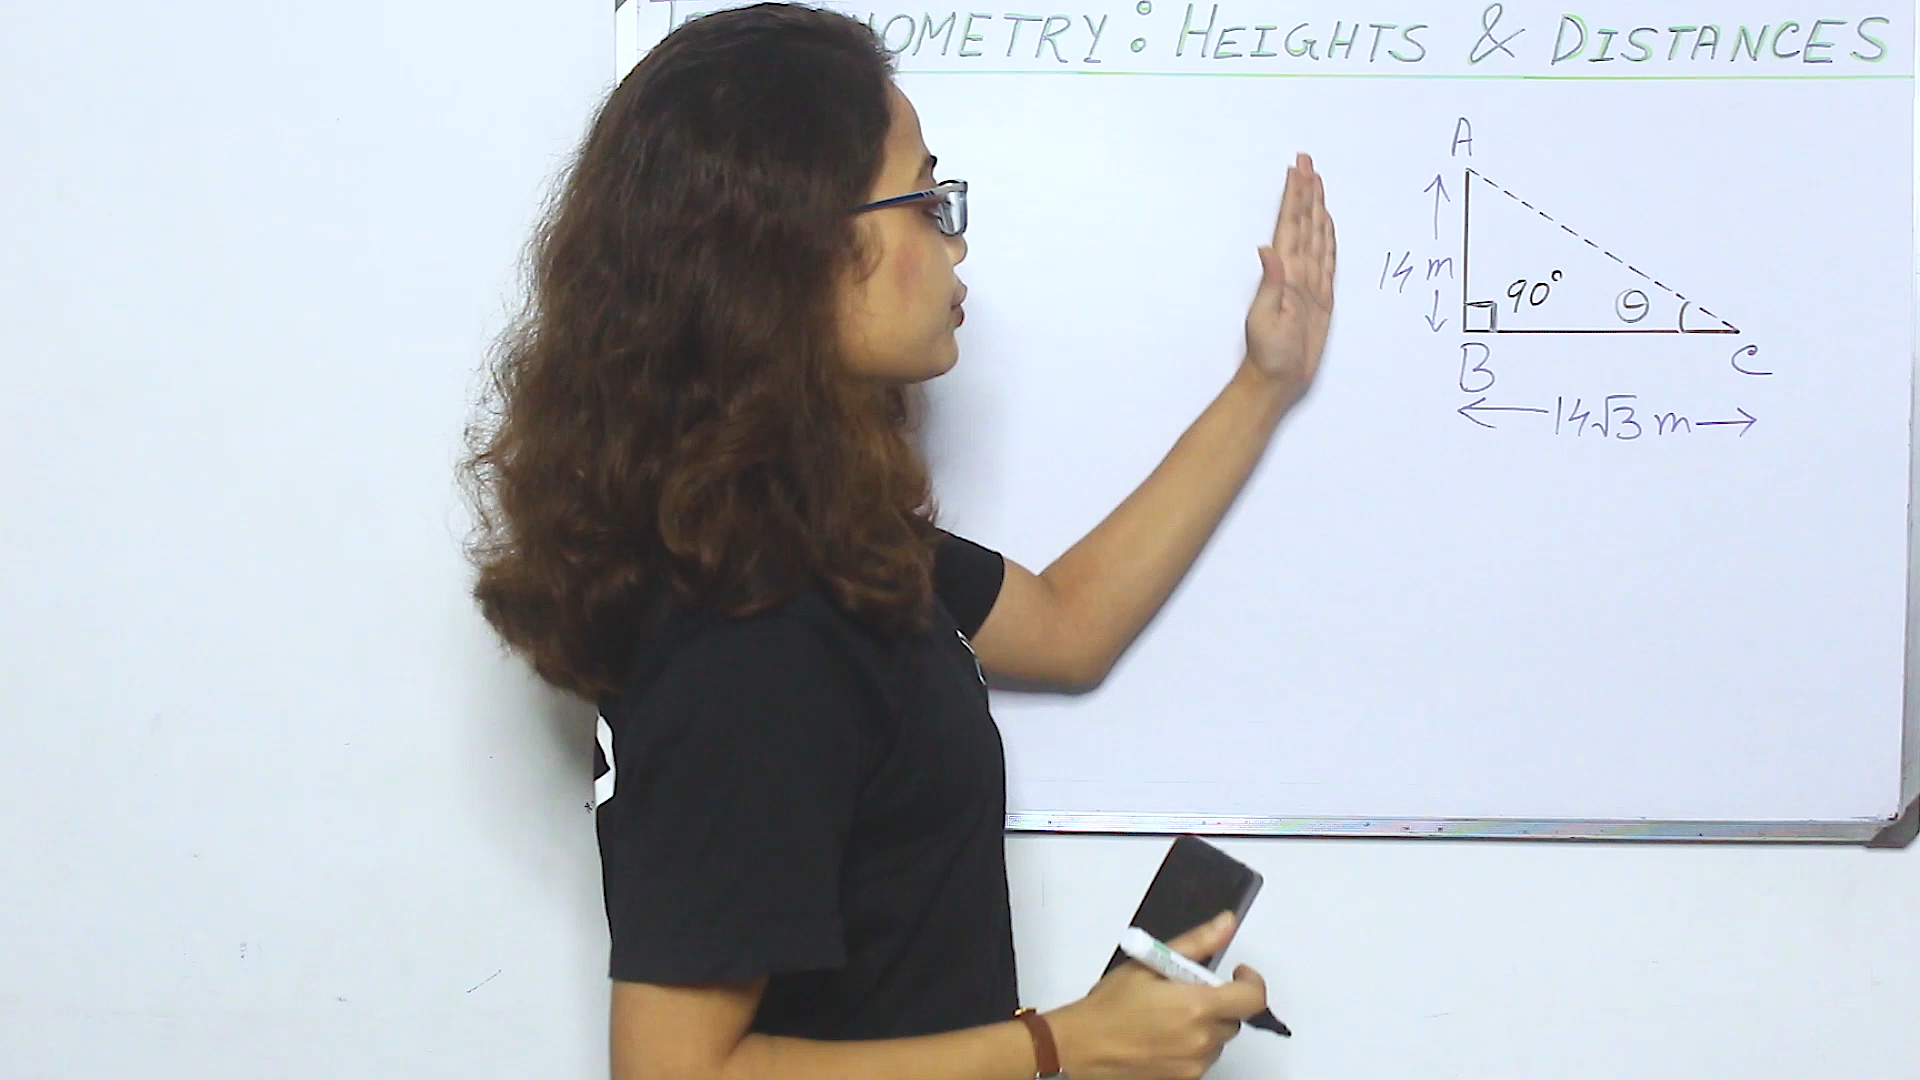 OMETRY : HEIGHTS & DISTANCES
A
14 m
90° θ
B C
14√3 m